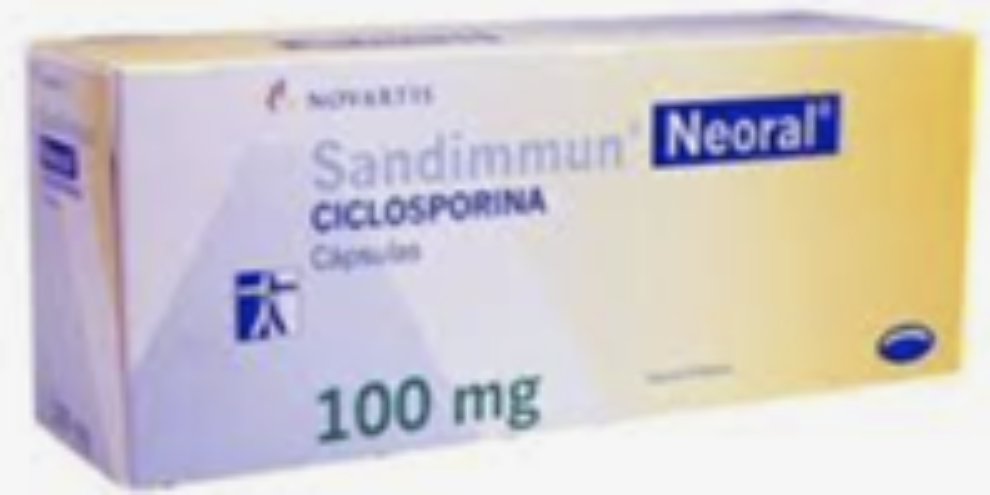 NOVARTIS
Sandimmun® Neoral®
CICLOSPORINA
Cápsulas
100 mg